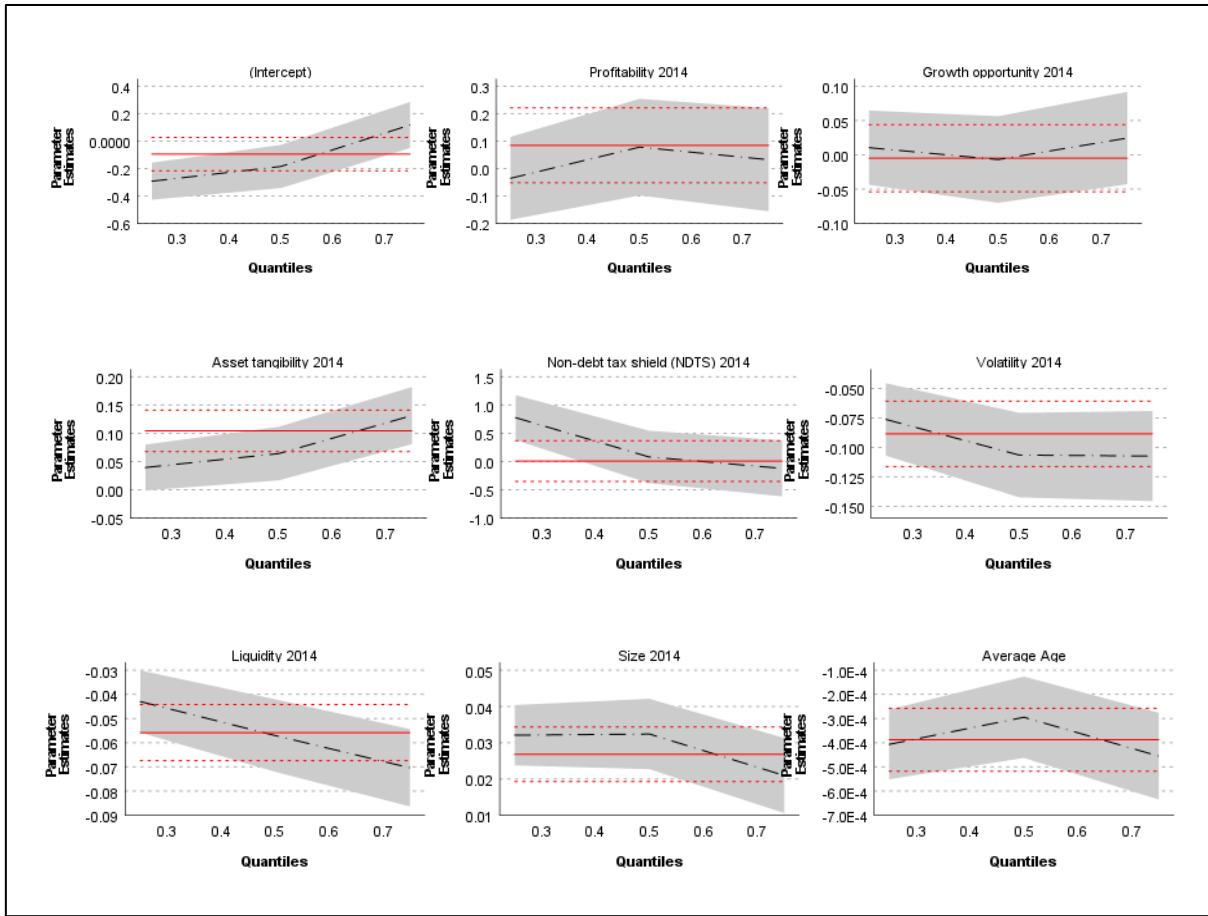 (Intercept)
0.4
0.2
0.0000
-0.2
-0.4
-0.6
Parameter
Estimates
0.3 0.4 0.5 0.6 0.7
Quantiles
Profitability 2014
0.3
0.2
0.1
0.0
-0.1
-0.2
Parameter
Estimates
0.3 0.4 0.5 0.6 0.7
Quantiles
Growth opportunity 2014
0.10
0.05
0.00
-0.05
-0.10
Parameter
Estimates
0.3 0.4 0.5 0.6 0.7
Quantiles
Asset tangibility 2014
0.20
0.15
0.10
0.05
0.00
-0.05
Parameter
Estimates
0.3 0.4 0.5 0.6 0.7
Quantiles
Non-debt tax shield (NDTS) 2014
1.5
1.0
0.5
0.0
-0.5
-1.0
Parameter
Estimates
0.3 0.4 0.5 0.6 0.7
Quantiles
Volatility 2014
-0.050
-0.075
-0.100
-0.125
-0.150
Parameter
Estimates
0.3 0.4 0.5 0.6 0.7
Quantiles
Liquidity 2014
-0.03
-0.04
-0.05
-0.06
-0.07
-0.08
-0.09
Parameter
Estimates
0.3 0.4 0.5 0.6 0.7
Quantiles
Size 2014
0.05
0.04
0.03
0.02
0.01
Parameter
Estimates
0.3 0.4 0.5 0.6 0.7
Quantiles
Average Age
-1.0E-4
-2.0E-4
-3.0E-4
-4.0E-4
-5.0E-4
-6.0E-4
-7.0E-4
Parameter
Estimates
0.3 0.4 0.5 0.6 0.7
Quantiles